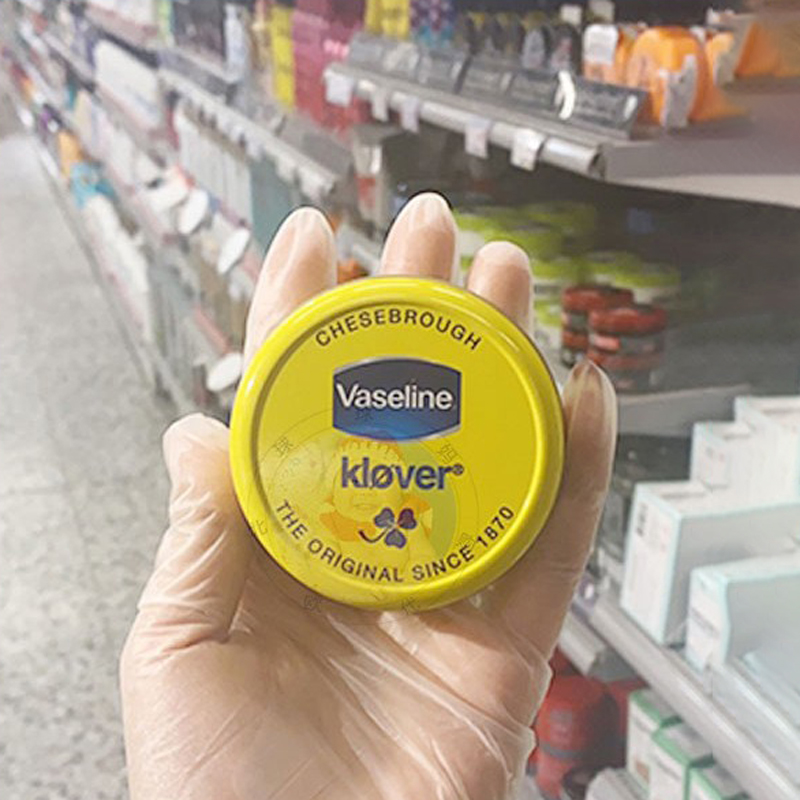 CHESEBROUGH
Vaseline
kløver®
THE ORIGINAL SINCE 1870